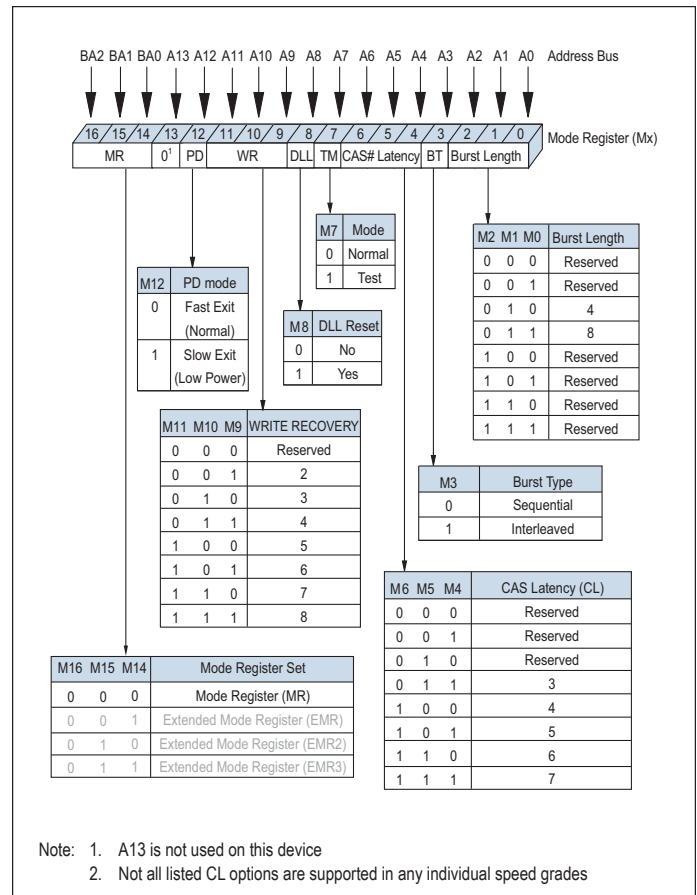 BA2 BA1 BA0 A13 A12 A11 A10 A9 A8 A7 A6 A5 A4 A3 A2 A1 A0 Address Bus
16 15 14 13 12 11 10 9 8 7 6 5 4 3 2 1 0 Mode Register (Mx)
MR 0¹ PD WR DLL TM CAS# Latency BT Burst Length
M7 Mode
0 Normal
1 Test
M2 M1 M0 Burst Length
0 0 0 Reserved
0 0 1 Reserved
0 1 0 4
0 1 1 8
1 0 0 Reserved
1 0 1 Reserved
1 1 0 Reserved
1 1 1 Reserved
M12 PD mode
0 Fast Exit
(Normal)
1 Slow Exit
(Low Power)
M8 DLL Reset
0 No
1 Yes
M11 M10 M9 WRITE RECOVERY
0 0 0 Reserved
0 0 1 2
0 1 0 3
0 1 1 4
1 0 0 5
1 0 1 6
1 1 0 7
1 1 1 8
M3 Burst Type
0 Sequential
1 Interleaved
M6 M5 M4 CAS Latency (CL)
0 0 0 Reserved
0 0 1 Reserved
0 1 0 Reserved
0 1 1 3
1 0 0 4
1 0 1 5
1 1 0 6
1 1 1 7
M16 M15 M14 Mode Register Set
0 0 0 Mode Register (MR)
0 0 1 Extended Mode Register (EMR)
0 1 0 Extended Mode Register (EMR2)
0 1 1 Extended Mode Register (EMR3)
Note: 1. A13 is not used on this device
2. Not all listed CL options are supported in any individual speed grades